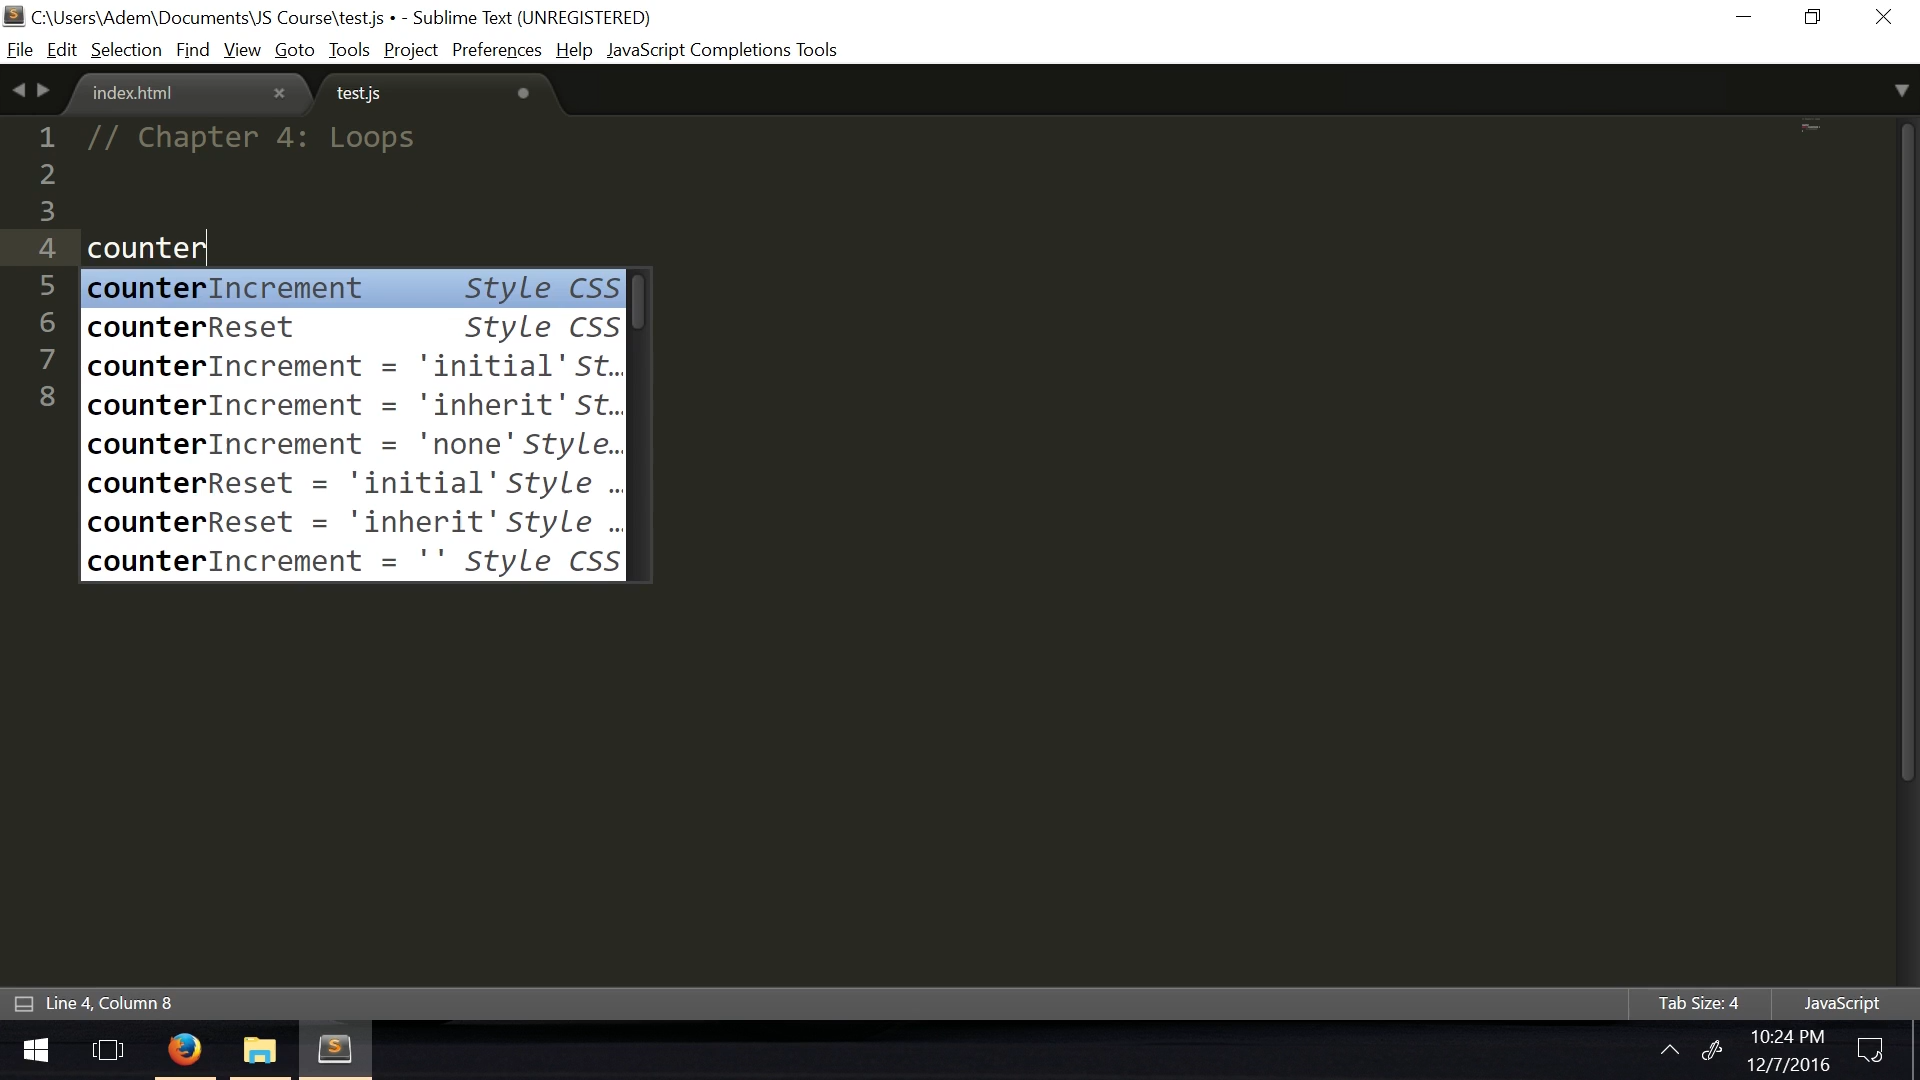 C:\Users\Adem\Documents\JS Course\test.js • - Sublime Text (UNREGISTERED)
File Edit Selection Find View Goto Tools Project Preferences Help JavaScript Completions Tools
index.html × test.js
1 // Chapter 4: Loops
2
3
4 counter
5
6
7
8
counterIncrement Style CSS
counterReset Style CSS
counterIncrement = 'initial' St…
counterIncrement = 'inherit' St…
counterIncrement = 'none' Style…
counterReset = 'initial' Style …
counterReset = 'inherit' Style …
counterIncrement = '' Style CSS
Line 4, Column 8 Tab Size: 4 JavaScript
10:24 PM
12/7/2016